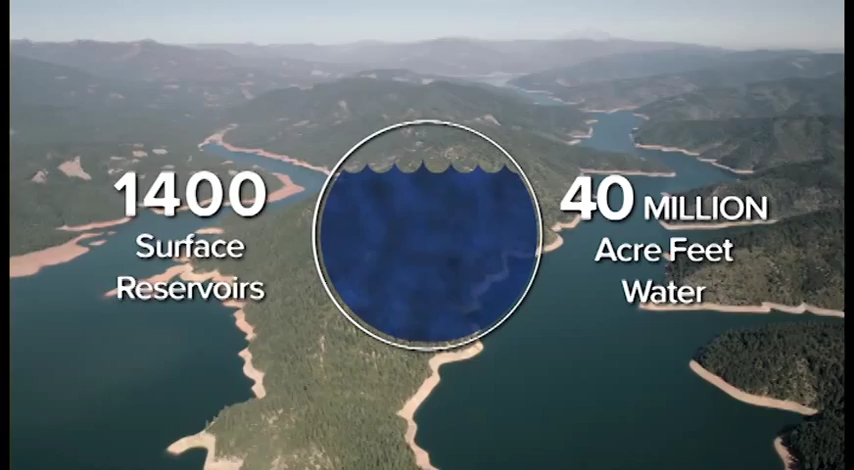 1400
Surface
Reservoirs
40 MILLION
Acre Feet
Water